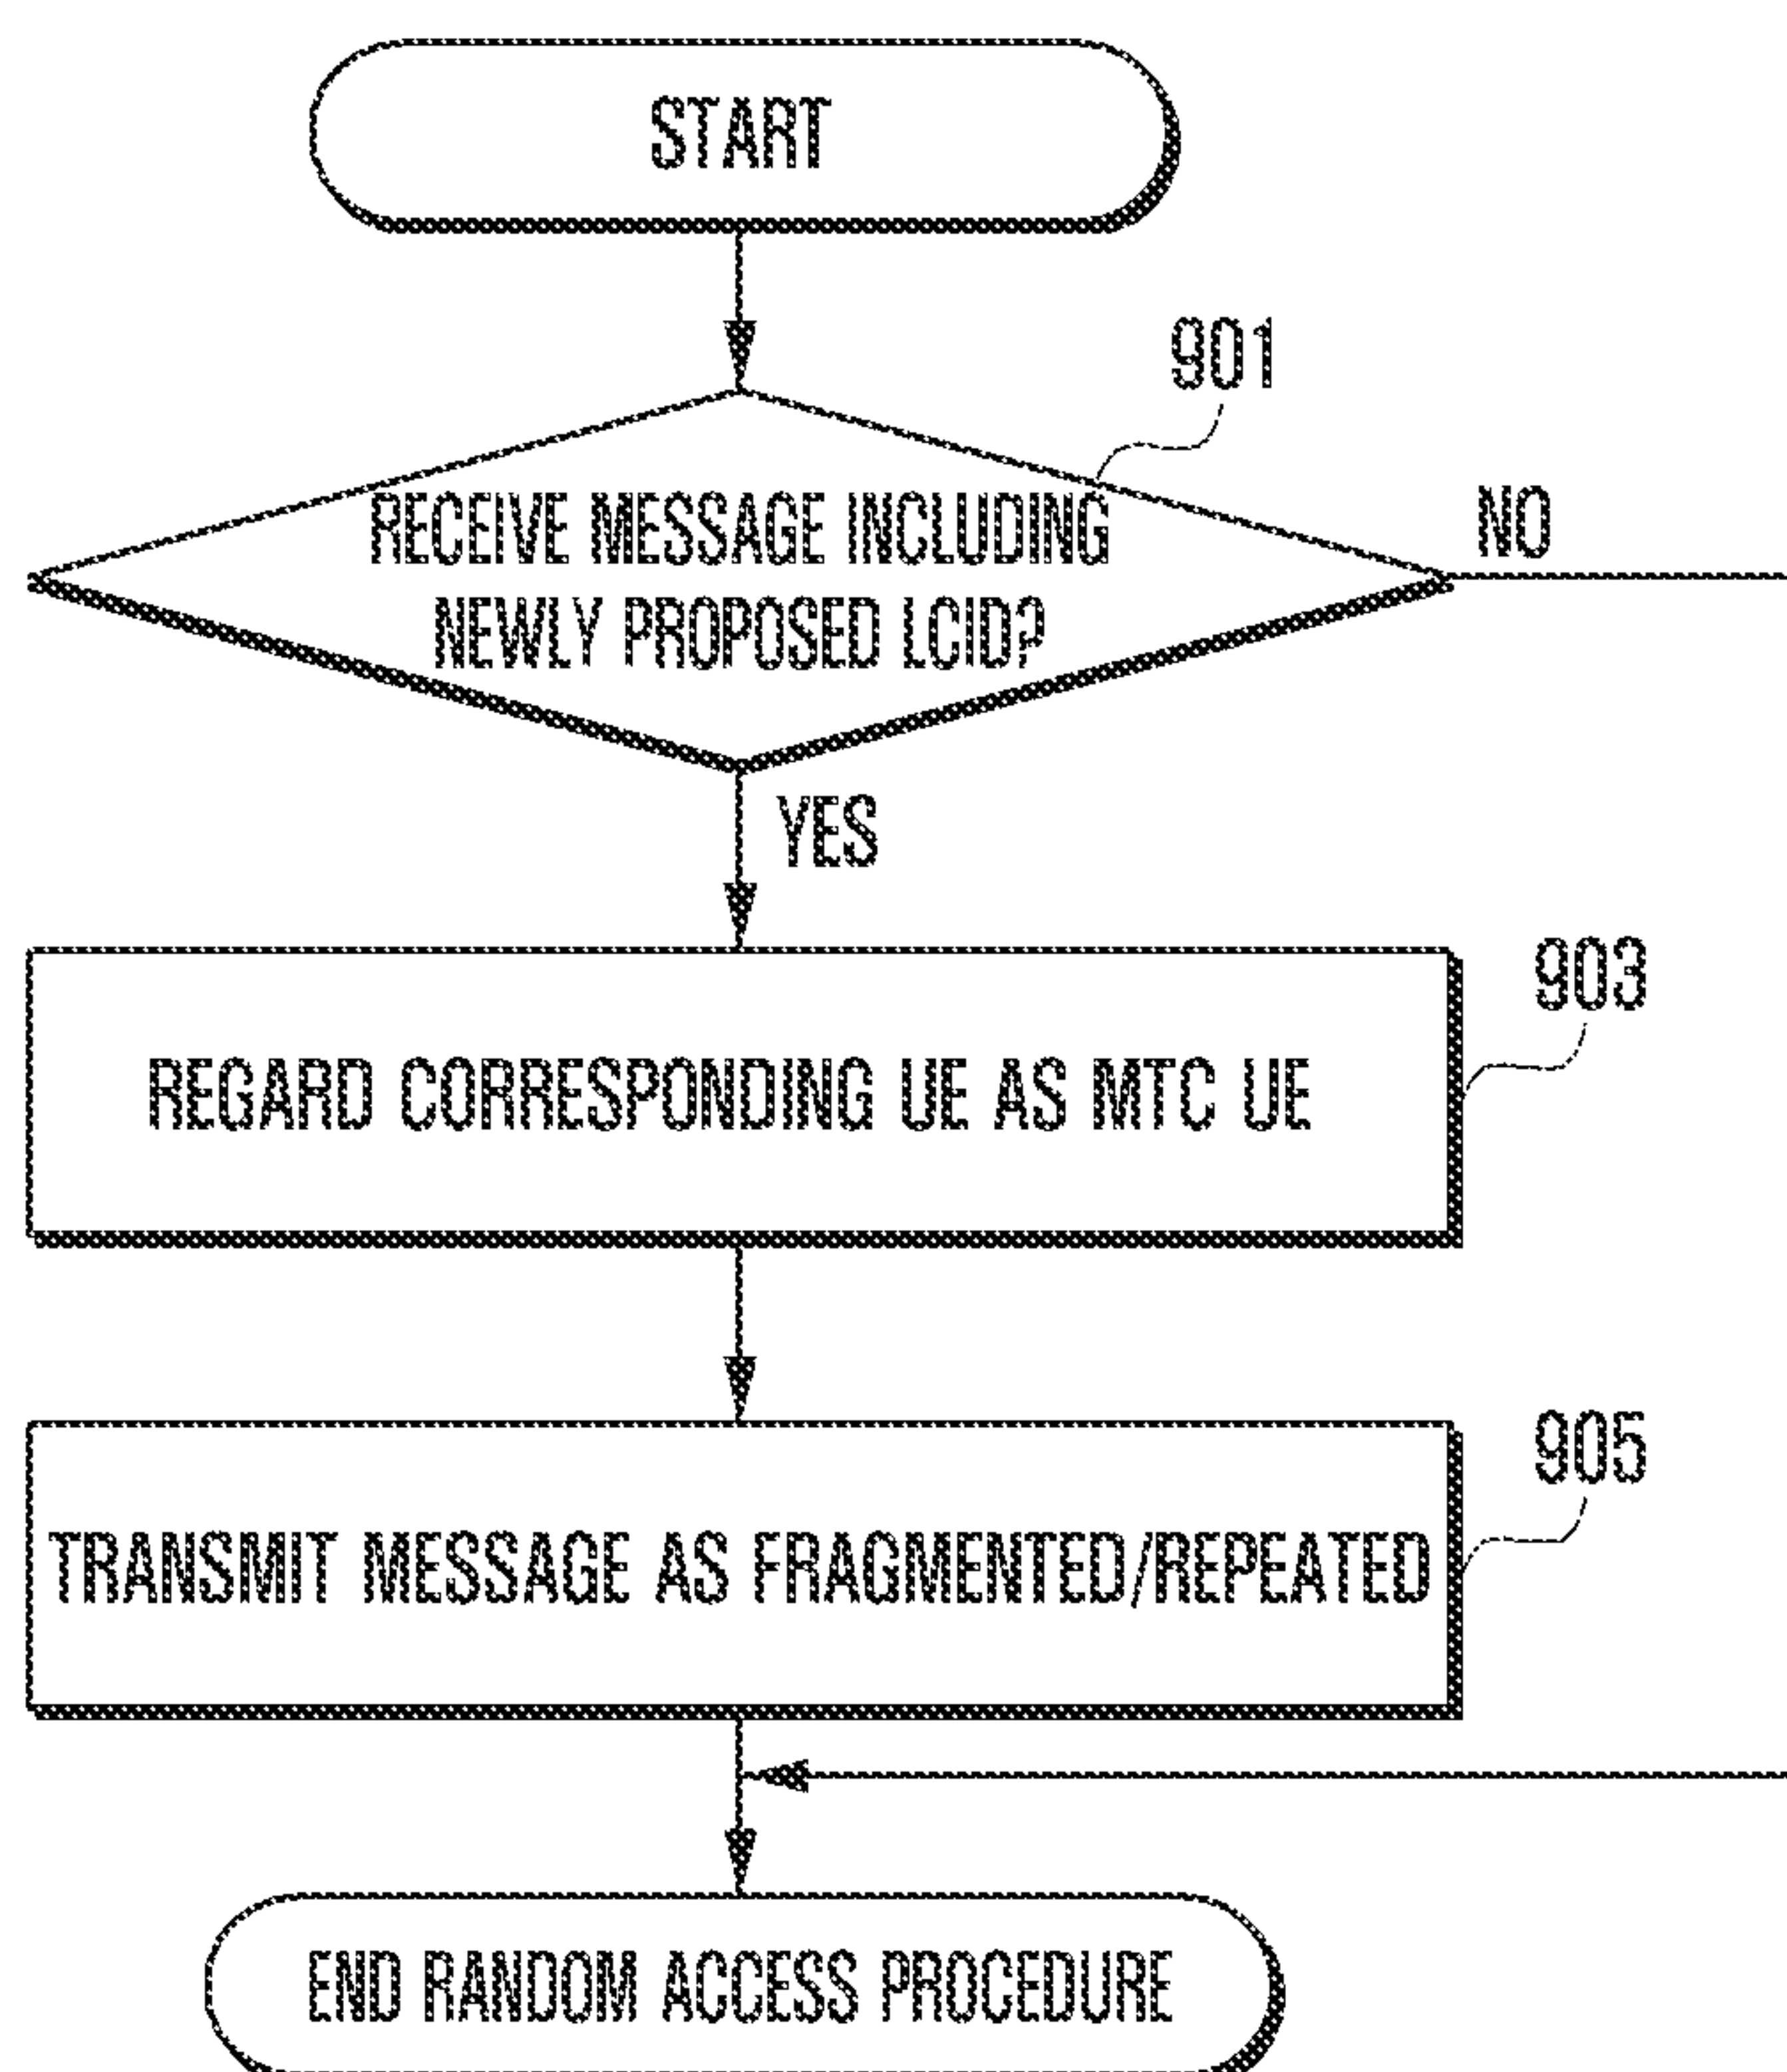 START
901
RECEIVE MESSAGE INCLUDING
NO
NEWLY PROPOSED LCID?
YES
903
REGARD CORRESPONDING UE AS MTC UE
905
TRANSMIT MESSAGE AS FRAGMENTED/REPEATED
END RANDOM ACCESS PROCEDURE